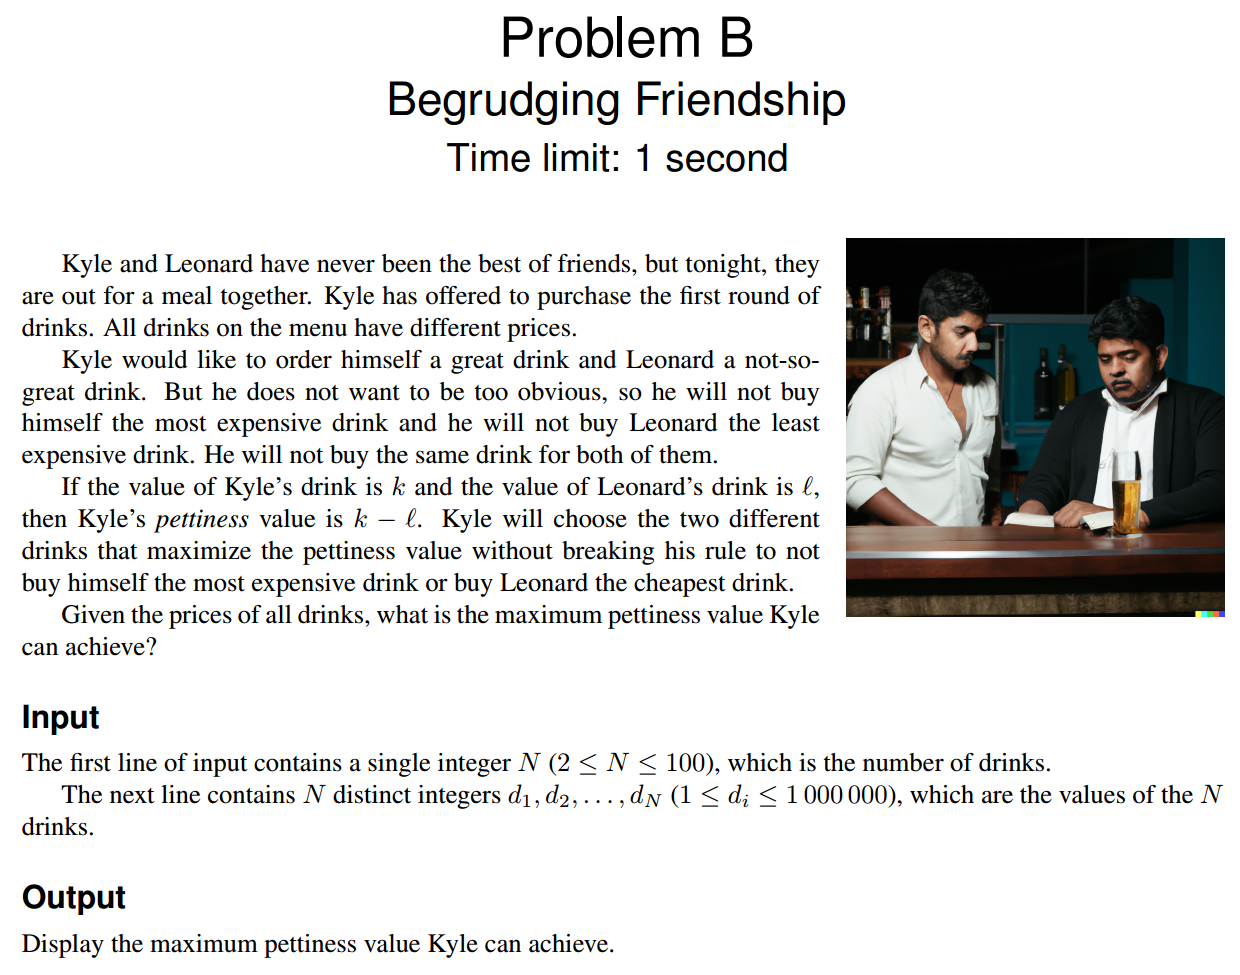 Problem B
Begrudging Friendship
Time limit: 1 second
Kyle and Leonard have never been the best of friends, but tonight, they
are out for a meal together. Kyle has offered to purchase the first round of
drinks. All drinks on the menu have different prices.
Kyle would like to order himself a great drink and Leonard a not-so-
great drink. But he does not want to be too obvious, so he will not buy
himself the most expensive drink and he will not buy Leonard the least
expensive drink. He will not buy the same drink for both of them.
If the value of Kyle's drink is k and the value of Leonard's drink is ℓ,
then Kyle's pettiness value is k − ℓ. Kyle will choose the two different
drinks that maximize the pettiness value without breaking his rule to not
buy himself the most expensive drink or buy Leonard the cheapest drink.
Given the prices of all drinks, what is the maximum pettiness value Kyle
can achieve?
Input
The first line of input contains a single integer N (2 ≤ N ≤ 100), which is the number of drinks.
The next line contains N distinct integers d₁, d₂, . . . , d_N (1 ≤ dᵢ ≤ 1 000 000), which are the values of the N
drinks.
Output
Display the maximum pettiness value Kyle can achieve.